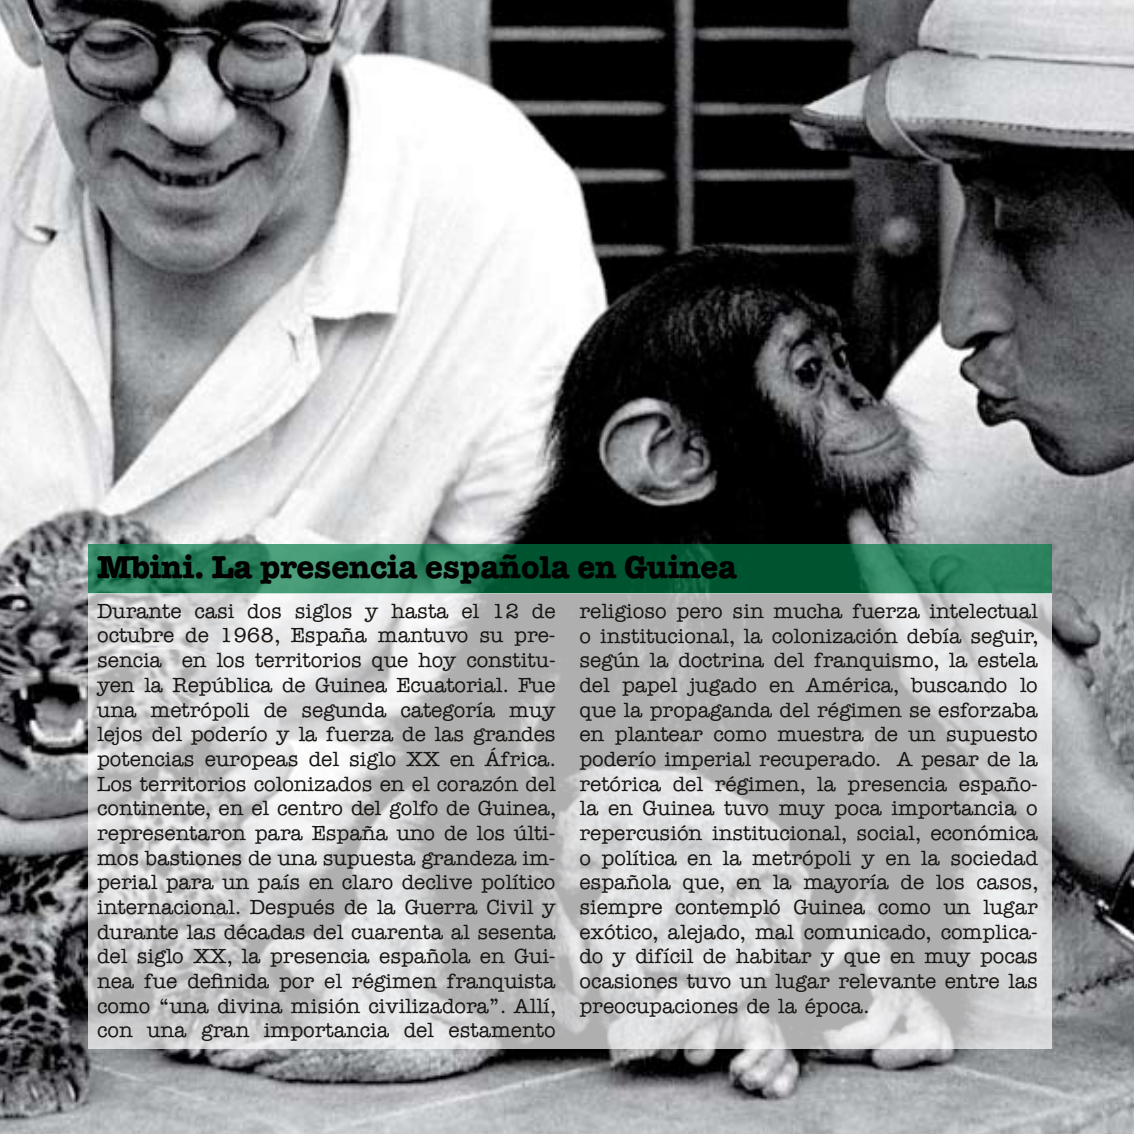 Mbini. La presencia española en Guinea
Durante casi dos siglos y hasta el 12 de
octubre de 1968, España mantuvo su pre-
sencia en los territorios que hoy constitu-
yen la República de Guinea Ecuatorial. Fue
una metrópoli de segunda categoría muy
lejos del poderío y la fuerza de las grandes
potencias europeas del siglo XX en África.
Los territorios colonizados en el corazón del
continente, en el centro del golfo de Guinea,
representaron para España uno de los últi-
mos bastiones de una supuesta grandeza im-
perial para un país en claro declive político
internacional. Después de la Guerra Civil y
durante las décadas del cuarenta al sesenta
del siglo XX, la presencia española en Gui-
nea fue definida por el régimen franquista
como “una divina misión civilizadora”. Allí,
con una gran importancia del estamento
religioso pero sin mucha fuerza intelectual
o institucional, la colonización debía seguir,
según la doctrina del franquismo, la estela
del papel jugado en América, buscando lo
que la propaganda del régimen se esforzaba
en plantear como muestra de un supuesto
poderío imperial recuperado. A pesar de la
retórica del régimen, la presencia españo-
la en Guinea tuvo muy poca importancia o
repercusión institucional, social, económica
o política en la metrópoli y en la sociedad
española que, en la mayoría de los casos,
siempre contempló Guinea como un lugar
exótico, alejado, mal comunicado, complica-
do y difícil de habitar y que en muy pocas
ocasiones tuvo un lugar relevante entre las
preocupaciones de la época.